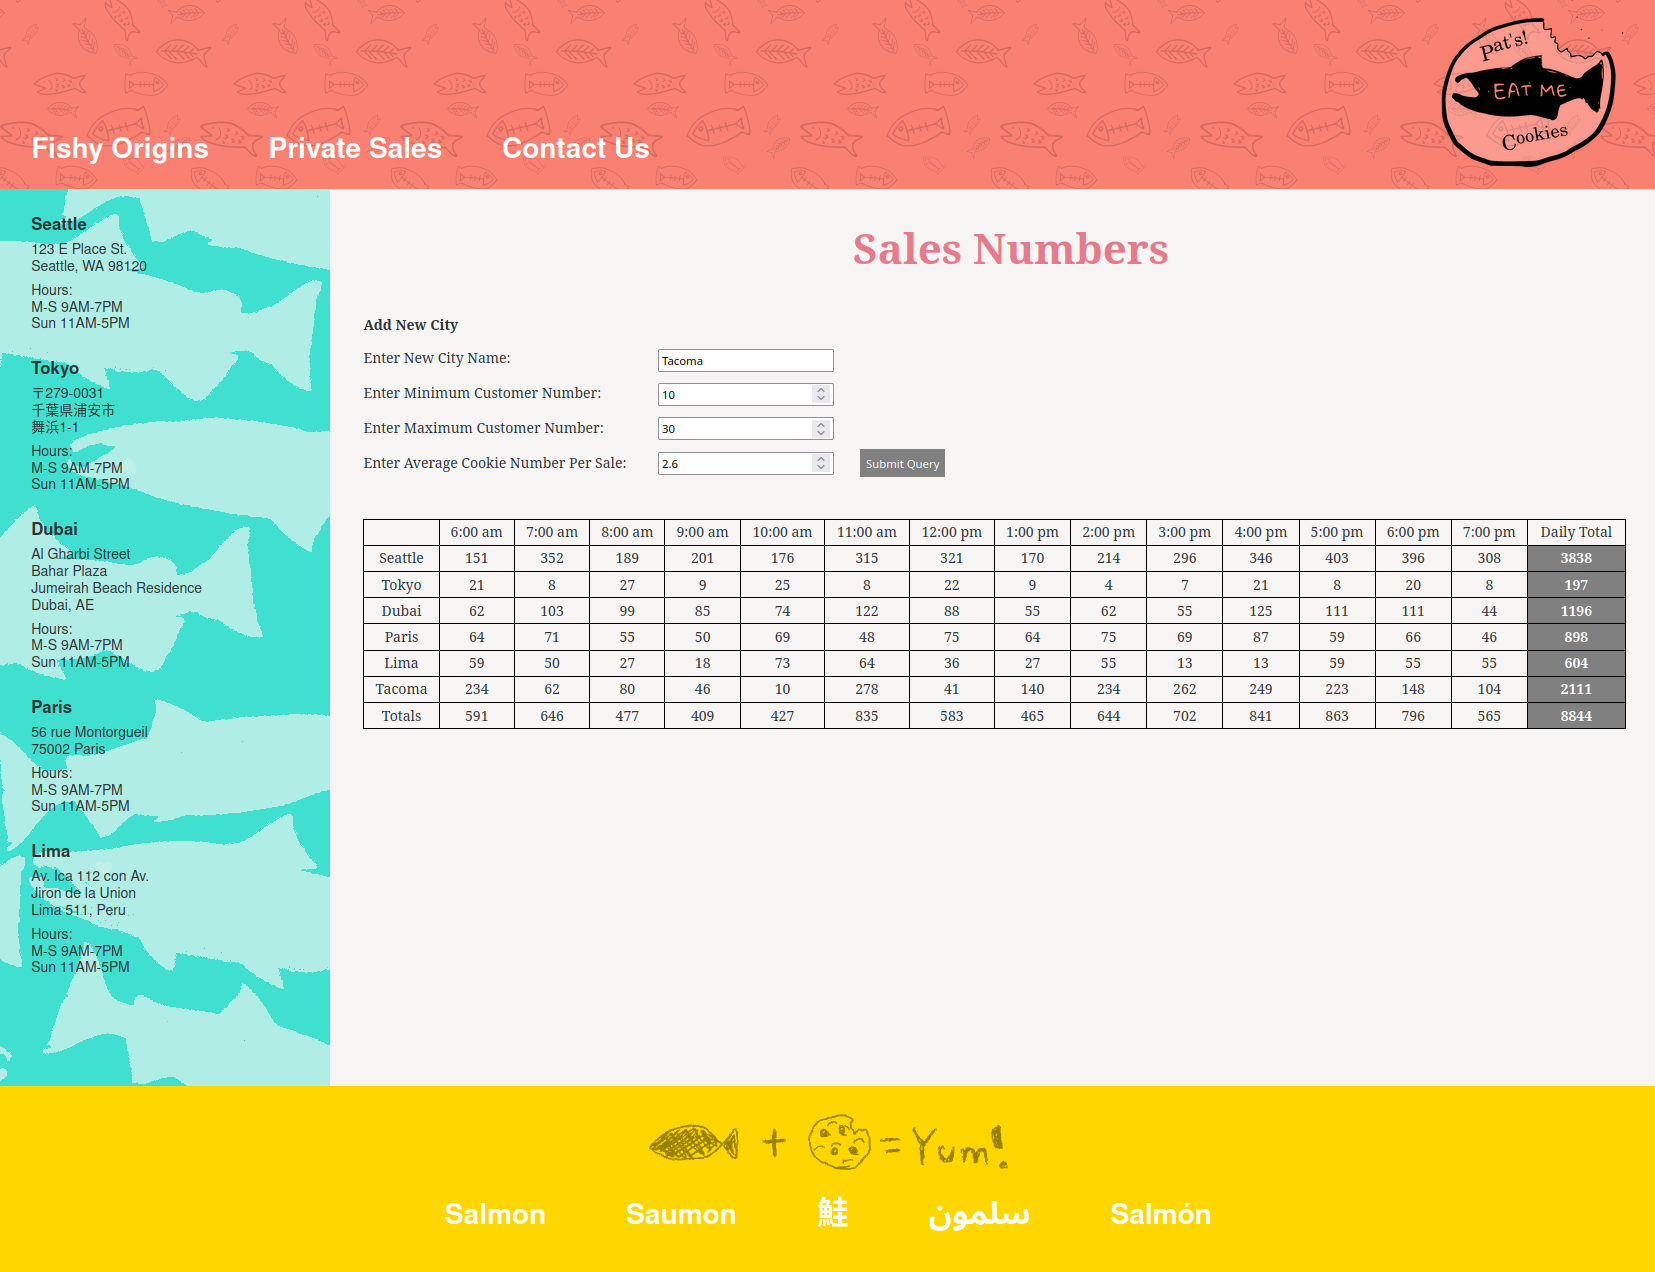 Pat's!
EAT ME
Cookies
Fishy Origins Private Sales Contact Us
Seattle
123 E Place St.
Seattle, WA 98120
Hours:
M-S 9AM-7PM
Sun 11AM-5PM
Tokyo
〒279-0031
千葉県浦安市
舞浜1-1
Hours:
M-S 9AM-7PM
Sun 11AM-5PM
Dubai
Al Gharbi Street
Bahar Plaza
Jumeirah Beach Residence
Dubai, AE
Hours:
M-S 9AM-7PM
Sun 11AM-5PM
Paris
56 rue Montorgueil
75002 Paris
Hours:
M-S 9AM-7PM
Sun 11AM-5PM
Lima
Av. Ica 112 con Av.
Jiron de la Union
Lima 511, Peru
Hours:
M-S 9AM-7PM
Sun 11AM-5PM
Sales Numbers
Add New City
Enter New City Name: Tacoma
Enter Minimum Customer Number: 10
Enter Maximum Customer Number: 30
Enter Average Cookie Number Per Sale: 2.6 Submit Query
6:00 am 7:00 am 8:00 am 9:00 am 10:00 am 11:00 am 12:00 pm 1:00 pm 2:00 pm 3:00 pm 4:00 pm 5:00 pm 6:00 pm 7:00 pm Daily Total
Seattle 151 352 189 201 176 315 321 170 214 296 346 403 396 308 3838
Tokyo 21 8 27 9 25 8 22 9 4 7 21 8 20 8 197
Dubai 62 103 99 85 74 122 88 55 62 55 125 111 111 44 1196
Paris 64 71 55 50 69 48 75 64 75 69 87 59 66 46 898
Lima 59 50 27 18 73 64 36 27 55 13 13 59 55 55 604
Tacoma 234 62 80 46 10 278 41 140 234 262 249 223 148 104 2111
Totals 591 646 477 409 427 835 583 465 644 702 841 863 796 565 8844
+ = Yum!
Salmon Saumon 鮭 سلمون Salmón